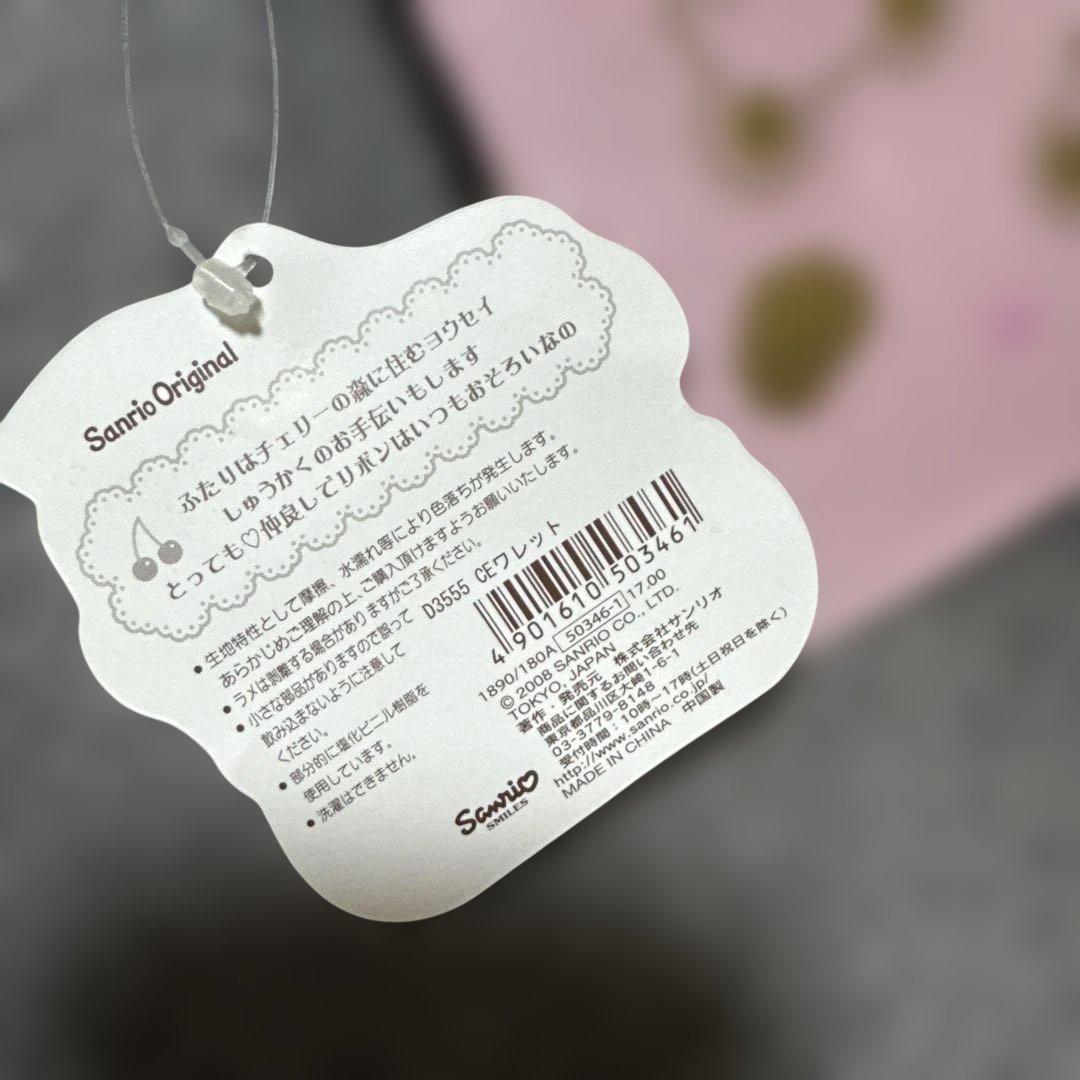 Sanrio Original
ふたりはチェリーの森に住むヨウセイ
しゅうかくのお手伝いもします
とっても♡仲良してリボンはいつもおそろいなの
●生地特性として摩擦、水濡れ等により色落ちが発生します。
あらかじめご理解の上、ご購入頂けますようお願いいたします。
●ラメは剥離する場合がありますがご了承ください。
●小さな部品がありますので誤って
飲み込まないように注意して
ください。
●部分的に塩化ビニル樹脂を
使用しています。
●洗濯はできません。
D3555 CEワレット
4 901610 503461
1890/180A 50346-1 17.00
© 2008 SANRIO CO., LTD.
TOKYO, JAPAN
著作・発売元 株式会社サンリオ
商品に関するお問い合わせ先
東京都品川区大崎1-6-1
03-3779-8148
受付時間：10時〜17時(土日祝日を除く)
http://www.sanrio.co.jp/
MADE IN CHINA 中国製
Sanrio
SMILES